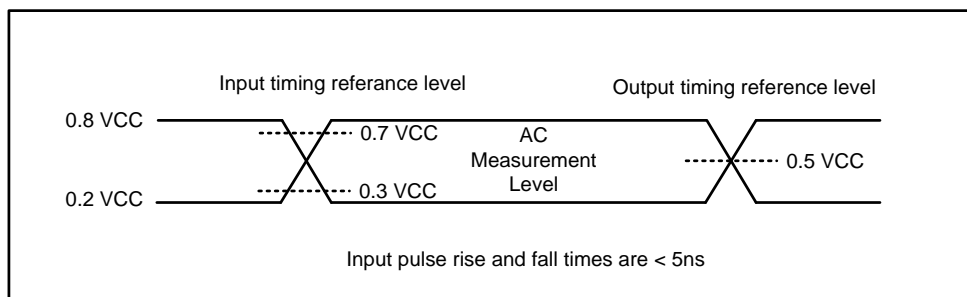 Input timing referance level
Output timing reference level
0.8 VCC
0.7 VCC
AC
Measurement
Level
0.5 VCC
0.3 VCC
0.2 VCC
Input pulse rise and fall times are < 5ns